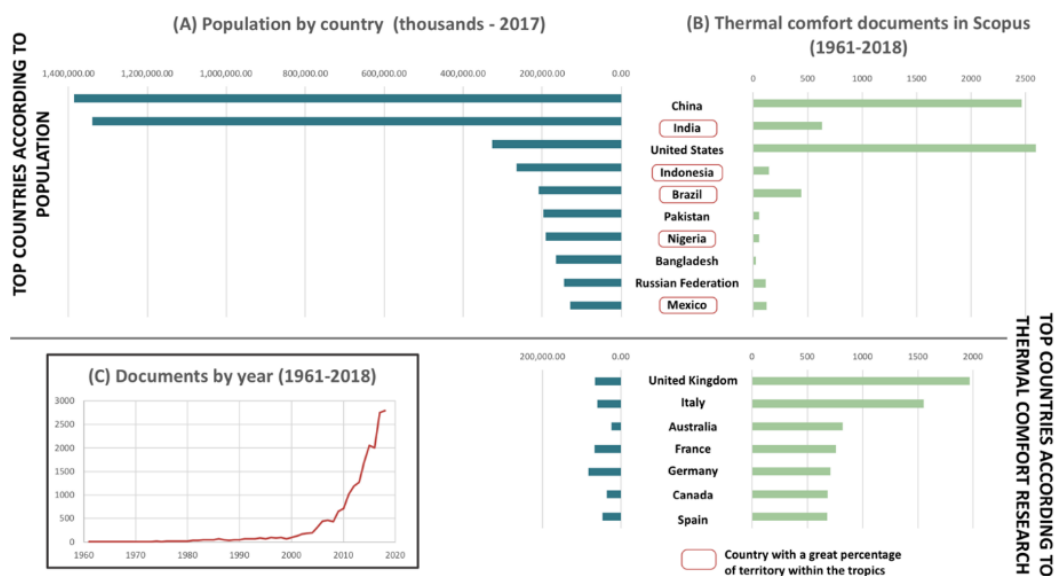 (A) Population by country (thousands - 2017)
1,400,000.00 1,200,000.00 1,000,000.00 800,000.00 600,000.00 400,000.00 200,000.00 0.00
TOP COUNTRIES ACCORDING TO
POPULATION
(B) Thermal comfort documents in Scopus
(1961-2018)
0 500 1000 1500 2000 2500
China
India
United States
Indonesia
Brazil
Pakistan
Nigeria
Bangladesh
Russian Federation
Mexico
(C) Documents by year (1961-2018)
3000
2500
2000
1500
1000
500
0
1960 1970 1980 1990 2000 2010 2020
200,000.00 0.00
0 500 1000 1500 2000
United Kingdom
Italy
Australia
France
Germany
Canada
Spain
TOP COUNTRIES ACCORDING TO
THERMAL COMFORT RESEARCH
Country with a great percentage
of territory within the tropics